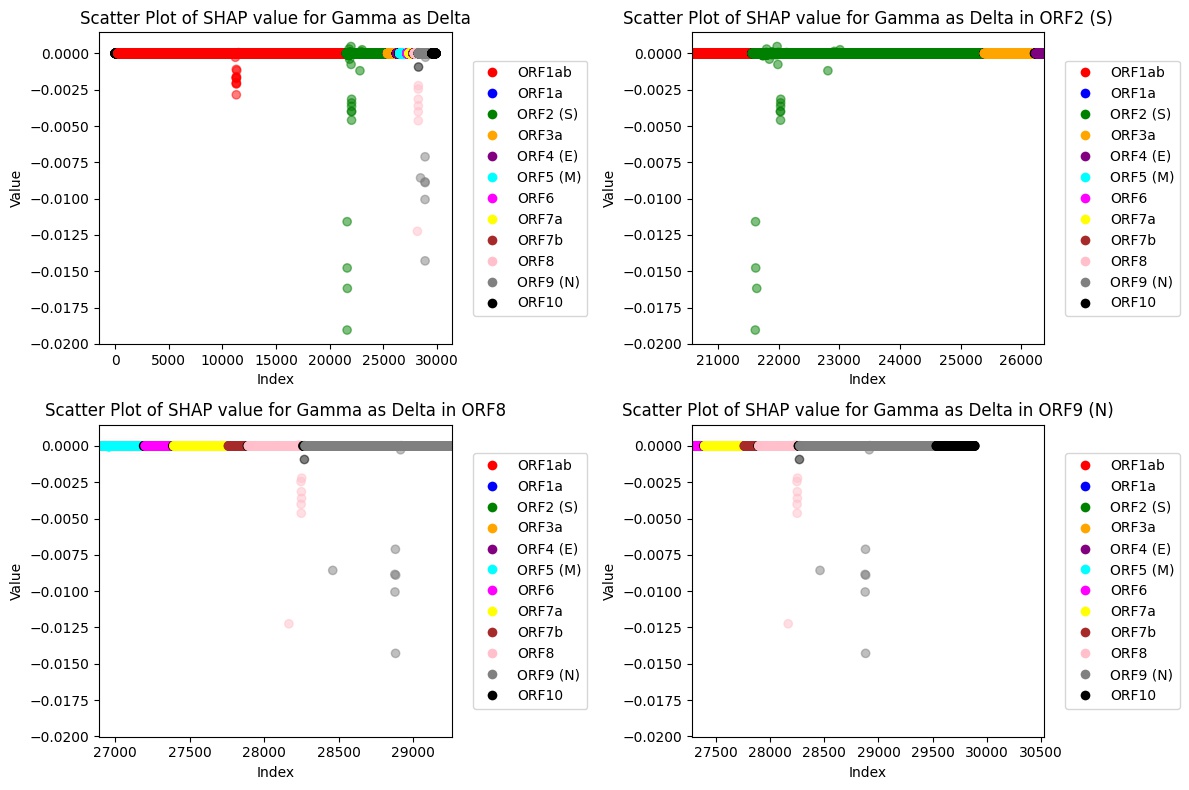 Scatter Plot of SHAP value for Gamma as Delta
Value
0.0000
−0.0025
−0.0050
−0.0075
−0.0100
−0.0125
−0.0150
−0.0175
−0.0200
0 5000 10000 15000 20000 25000 30000
Index
ORF1ab
ORF1a
ORF2 (S)
ORF3a
ORF4 (E)
ORF5 (M)
ORF6
ORF7a
ORF7b
ORF8
ORF9 (N)
ORF10
Scatter Plot of SHAP value for Gamma as Delta in ORF2 (S)
Value
0.0000
−0.0025
−0.0050
−0.0075
−0.0100
−0.0125
−0.0150
−0.0175
−0.0200
21000 22000 23000 24000 25000 26000
Index
ORF1ab
ORF1a
ORF2 (S)
ORF3a
ORF4 (E)
ORF5 (M)
ORF6
ORF7a
ORF7b
ORF8
ORF9 (N)
ORF10
Scatter Plot of SHAP value for Gamma as Delta in ORF8
Value
0.0000
−0.0025
−0.0050
−0.0075
−0.0100
−0.0125
−0.0150
−0.0175
−0.0200
27000 27500 28000 28500 29000
Index
ORF1ab
ORF1a
ORF2 (S)
ORF3a
ORF4 (E)
ORF5 (M)
ORF6
ORF7a
ORF7b
ORF8
ORF9 (N)
ORF10
Scatter Plot of SHAP value for Gamma as Delta in ORF9 (N)
Value
0.0000
−0.0025
−0.0050
−0.0075
−0.0100
−0.0125
−0.0150
−0.0175
−0.0200
27500 28000 28500 29000 29500 30000 30500
Index
ORF1ab
ORF1a
ORF2 (S)
ORF3a
ORF4 (E)
ORF5 (M)
ORF6
ORF7a
ORF7b
ORF8
ORF9 (N)
ORF10